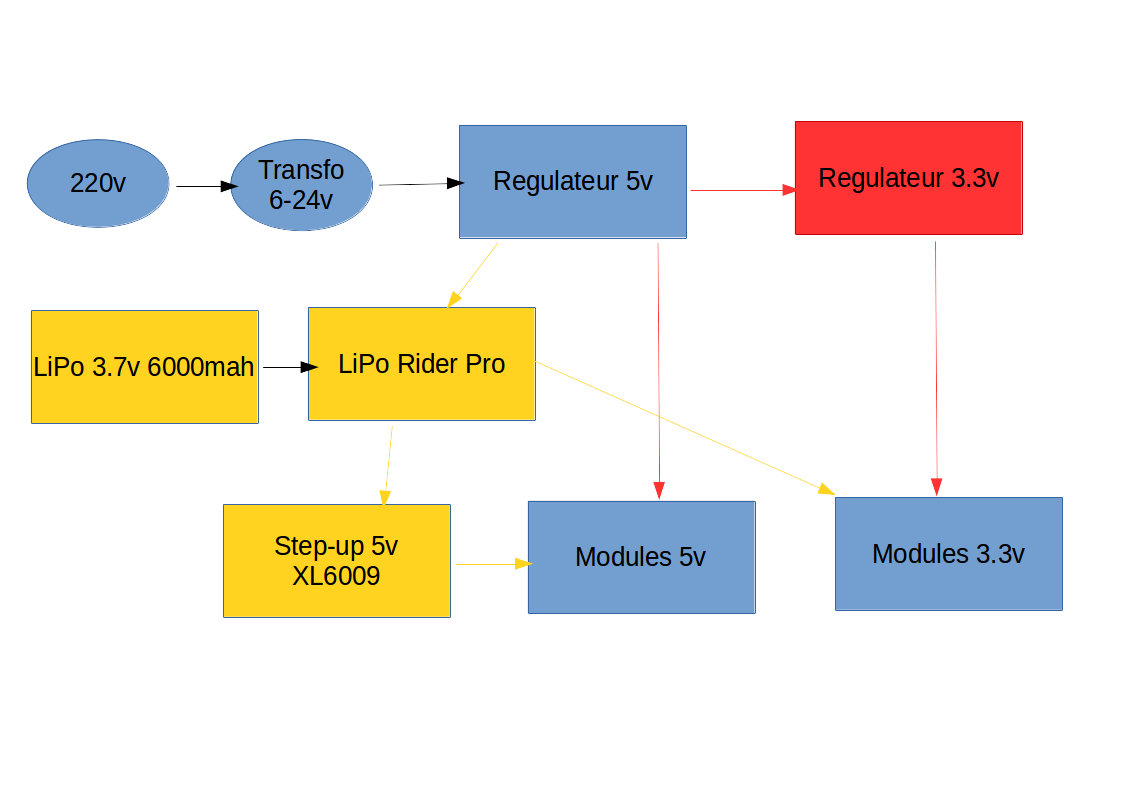 220v
Transfo
6-24v
Regulateur 5v
Regulateur 3.3v
LiPo 3.7v 6000mah
LiPo Rider Pro
Step-up 5v
XL6009
Modules 5v
Modules 3.3v